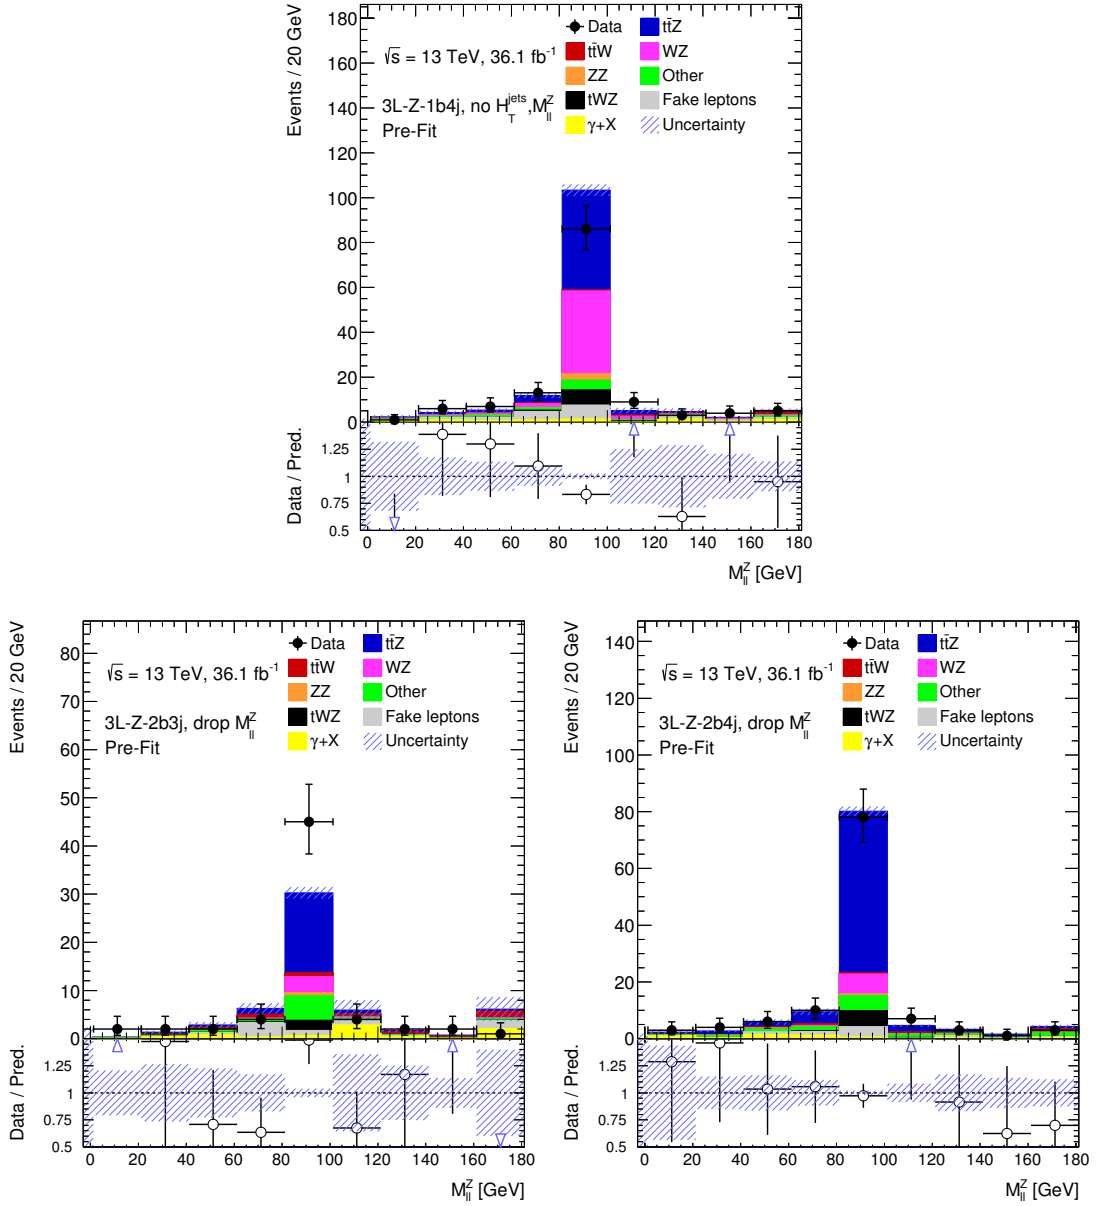 Events / 20 GeV
180
160
140
120
100
80
60
40
20
0
√s = 13 TeV, 36.1 fb⁻¹
3L-Z-1b4j, no H_T^jets, M_ll^Z
Pre-Fit
Data
tt̄Z
tt̄W
WZ
ZZ
Other
tWZ
Fake leptons
γ+X
Uncertainty
Data / Pred.
1.25
1
0.75
0.5
0 20 40 60 80 100 120 140 160 180
M_ll^Z [GeV]
Events / 20 GeV
80
70
60
50
40
30
20
10
0
√s = 13 TeV, 36.1 fb⁻¹
3L-Z-2b3j, drop M_ll^Z
Pre-Fit
Data
tt̄Z
tt̄W
WZ
ZZ
Other
tWZ
Fake leptons
γ+X
Uncertainty
Data / Pred.
1.25
1
0.75
0.5
0 20 40 60 80 100 120 140 160 180
M_ll^Z [GeV]
Events / 20 GeV
140
120
100
80
60
40
20
0
√s = 13 TeV, 36.1 fb⁻¹
3L-Z-2b4j, drop M_ll^Z
Pre-Fit
Data
tt̄Z
tt̄W
WZ
ZZ
Other
tWZ
Fake leptons
γ+X
Uncertainty
Data / Pred.
1.25
1
0.75
0.5
0 20 40 60 80 100 120 140 160 180
M_ll^Z [GeV]